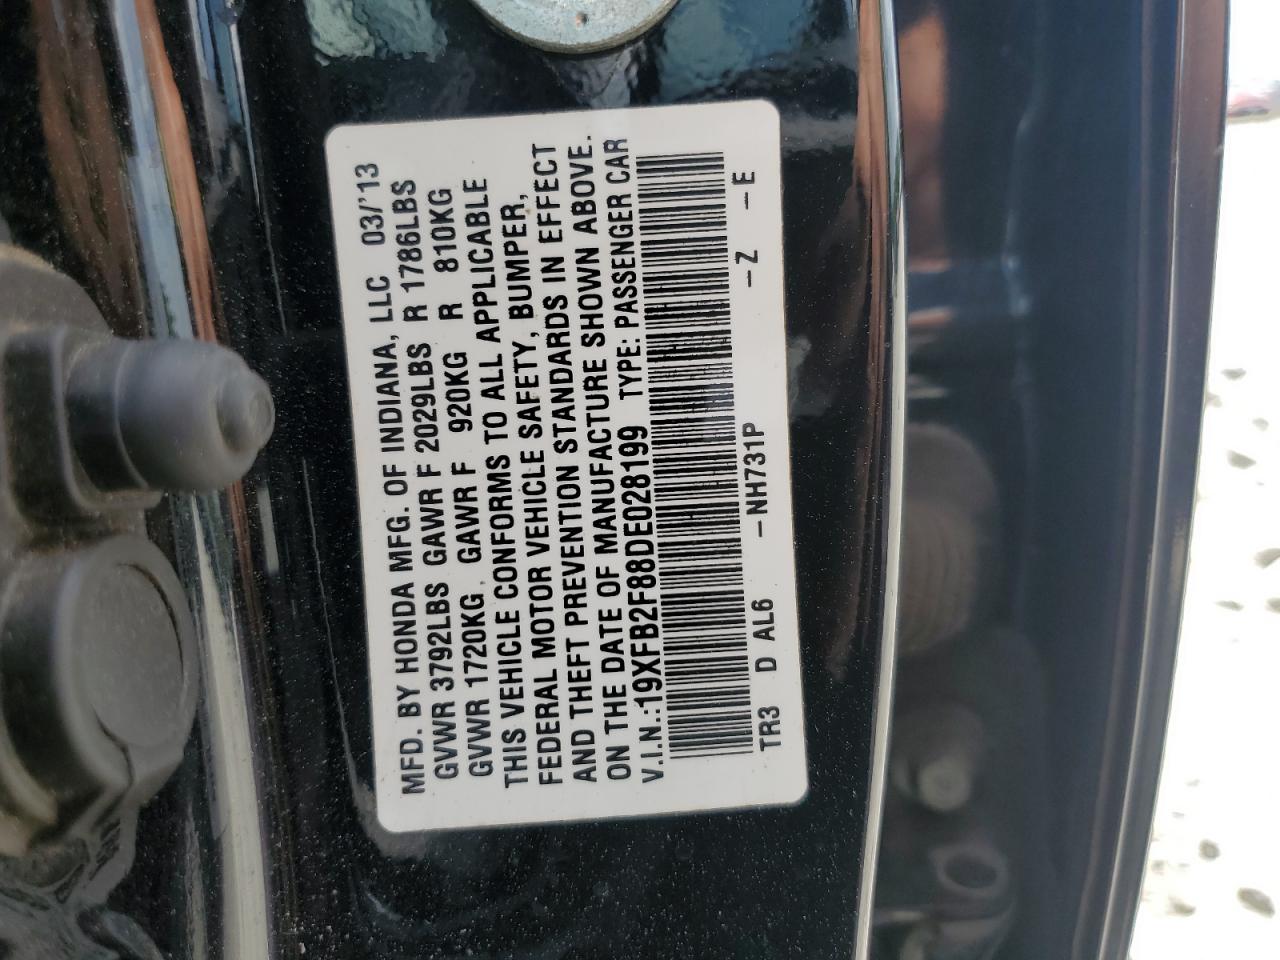 MFD. BY HONDA MFG. OF INDIANA, LLC 03/'13
GVWR 3792LBS GAWR F 2029LBS R 1786LBS
GVWR 1720KG GAWR F 920KG R 810KG
THIS VEHICLE CONFORMS TO ALL APPLICABLE
FEDERAL MOTOR VEHICLE SAFETY, BUMPER,
AND THEFT PREVENTION STANDARDS IN EFFECT
ON THE DATE OF MANUFACTURE SHOWN ABOVE.
V.I.N.:19XFB2F88DE028199 TYPE: PASSENGER CAR
TR3 D AL6 –NH731P –Z –E